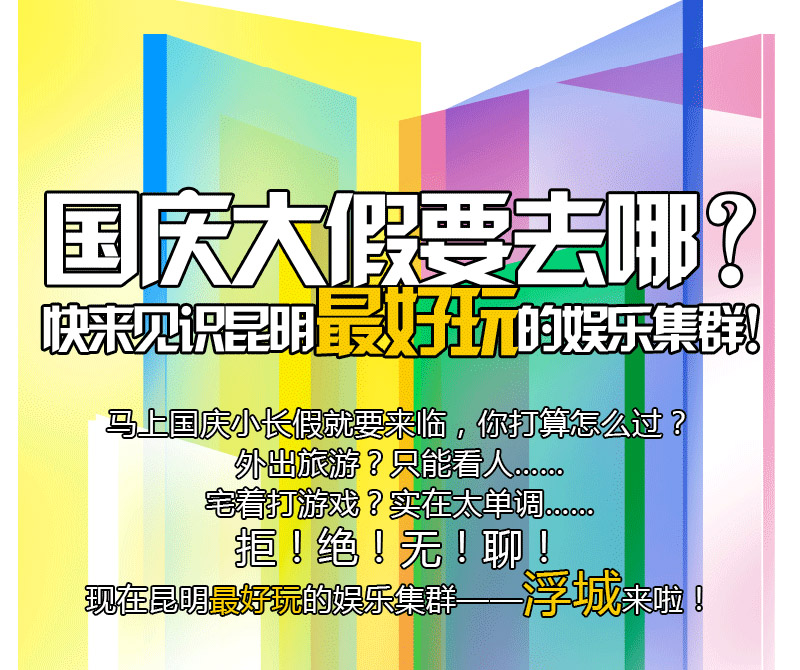 国庆大假要去哪？
快来见识昆明最好玩的娱乐集群！
马上国庆小长假就要来临，你打算怎么过？
外出旅游？只能看人……
宅着打游戏？实在太单调……
拒！绝！无！聊！
现在昆明最好玩的娱乐集群——浮城来啦！